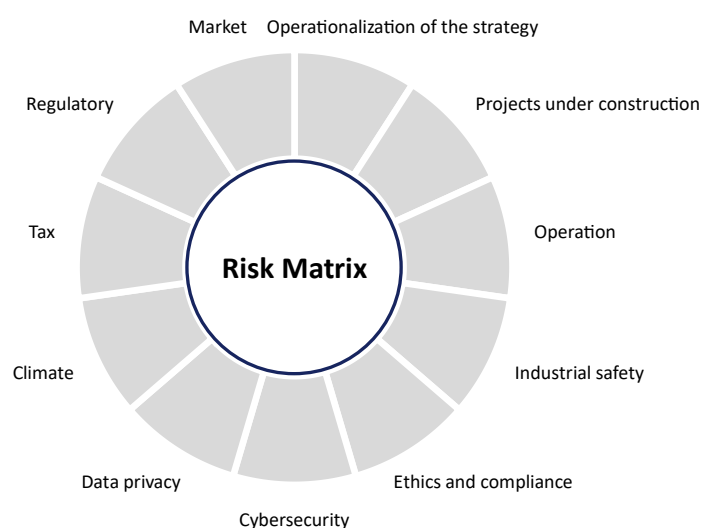 Market
Operationalization of the strategy
Regulatory
Projects under construction
Tax
Operation
Risk Matrix
Climate
Industrial safety
Data privacy
Ethics and compliance
Cybersecurity